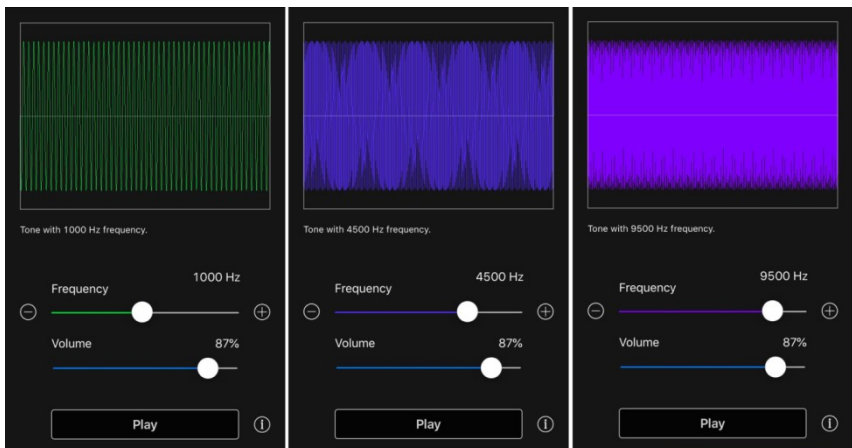 Tone with 1000 Hz frequency.
1000 Hz
Frequency
Volume 87%
Play
Tone with 4500 Hz frequency.
4500 Hz
Frequency
Volume 87%
Play
Tone with 9500 Hz frequency.
9500 Hz
Frequency
Volume 87%
Play